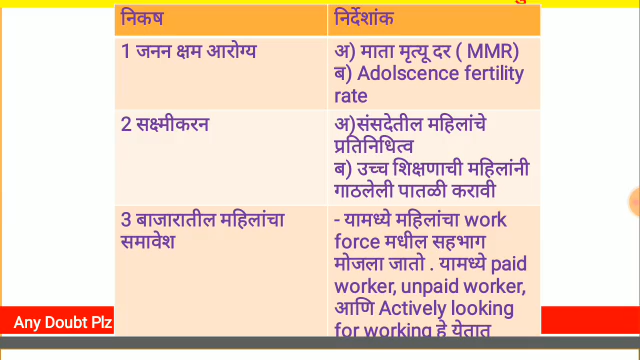 निकष
निर्देशांक
1 जनन क्षम आरोग्य
अ) माता मृत्यू दर ( MMR)
ब) Adolscence fertility
rate
2 सक्ष्मीकरन
अ)संसदेतील महिलांचे
प्रतिनिधित्व
ब) उच्च शिक्षणाची महिलांनी
गाठलेली पातळी करावी
3 बाजारातील महिलांचा
समावेश
- यामध्ये महिलांचा work
force मधील सहभाग
मोजला जातो . यामध्ये paid
worker, unpaid worker,
आणि Actively looking
for working हे येतात
Any Doubt Plz